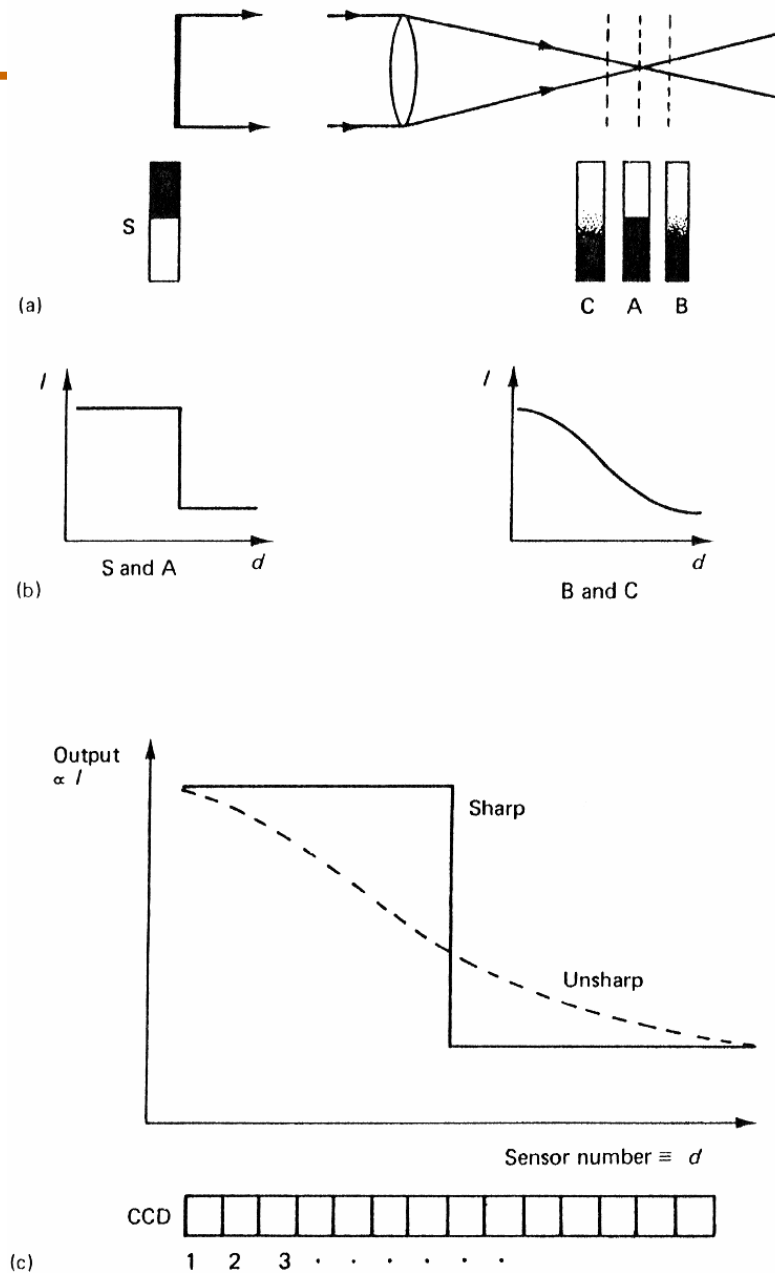 S
C A B
(a)
I
d
S and A
I
d
B and C
(b)
Output
∝ I
Sharp
Unsharp
Sensor number ≡ d
CCD
1 2 3 · · · · · ·
(c)